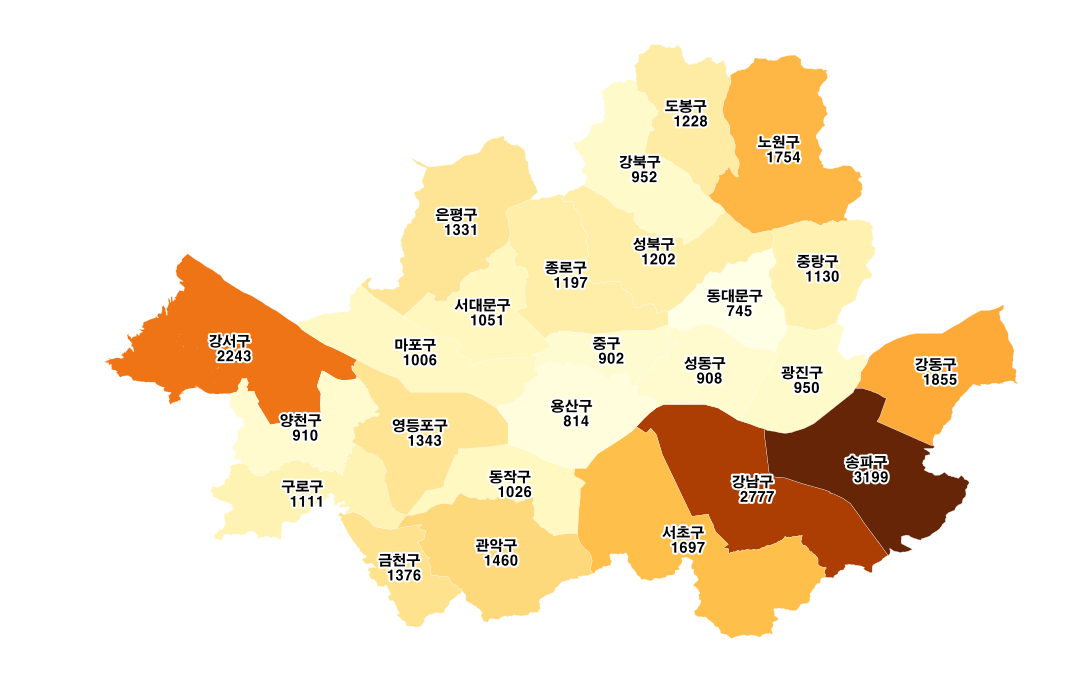 도봉구
1228
노원구
1754
강북구
952
은평구
1331
성북구
1202
중랑구
1130
종로구
1197
동대문구
745
서대문구
1051
강서구
2243
마포구
1006
중구
902
성동구
908
광진구
950
강동구
1855
용산구
814
양천구
910
영등포구
1343
송파구
3199
동작구
1026
강남구
2777
구로구
1111
서초구
1697
관악구
1460
금천구
1376